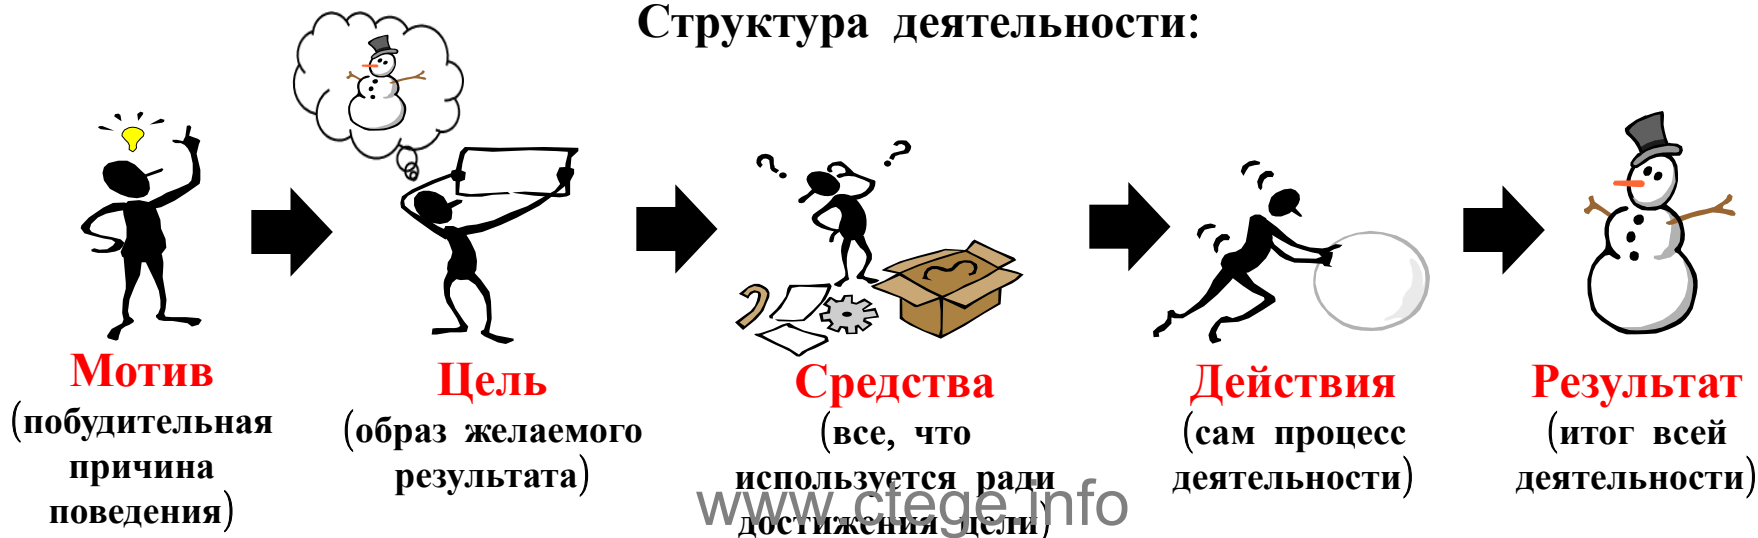 Структура деятельности:
Мотив
(побудительная
причина
поведения)
Цель
(образ желаемого
результата)
Средства
(все, что
используется ради
достижения цели)
Действия
(сам процесс
деятельности)
Результат
(итог всей
деятельности)
www.ctege.info